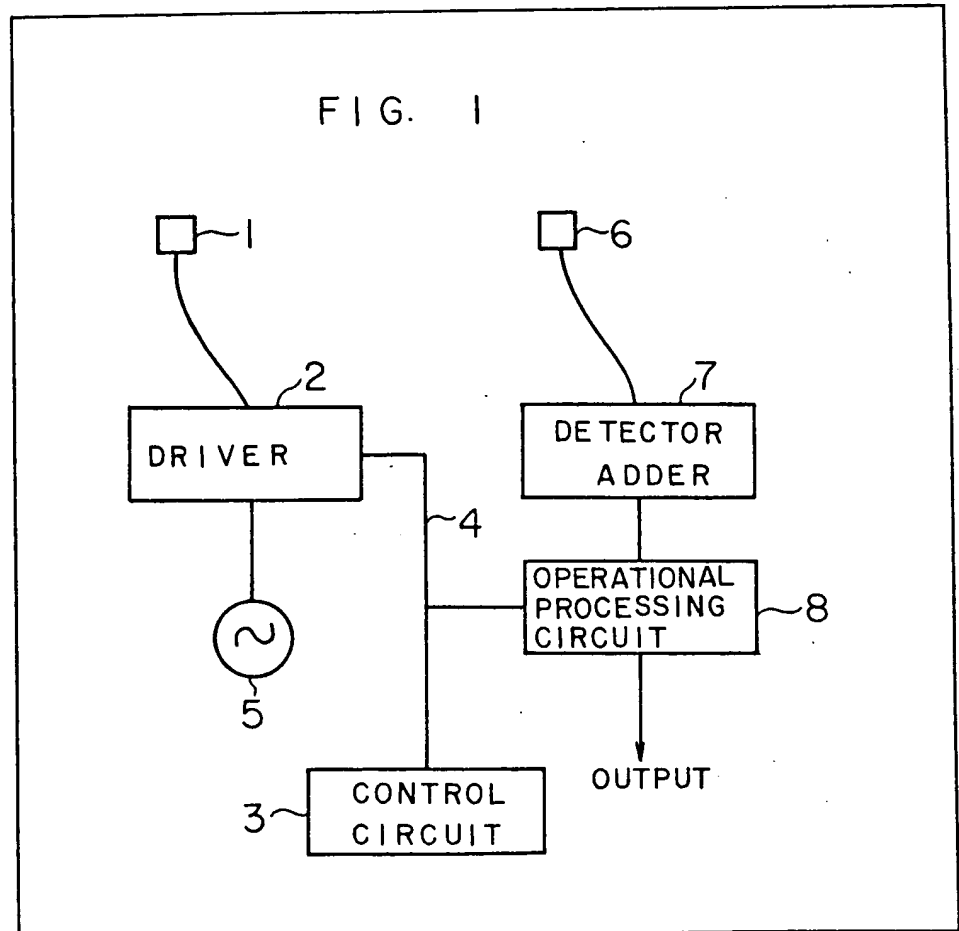 FIG. 1
1
6
2
7
DRIVER
DETECTOR
ADDER
4
OPERATIONAL
PROCESSING
CIRCUIT
8
5
OUTPUT
3
CONTROL
CIRCUIT